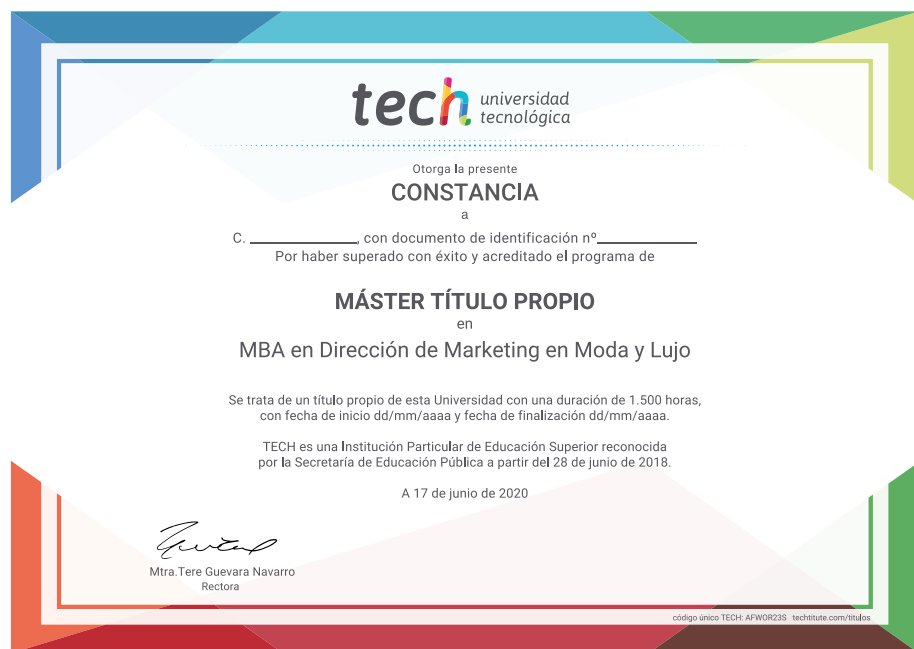 tech universidad
tecnológica
Otorga la presente
CONSTANCIA
a
C. ____________, con documento de identificación nº___________
Por haber superado con éxito y acreditado el programa de
MÁSTER TÍTULO PROPIO
en
MBA en Dirección de Marketing en Moda y Lujo
Se trata de un título propio de esta Universidad con una duración de 1.500 horas,
con fecha de inicio dd/mm/aaaa y fecha de finalización dd/mm/aaaa.
TECH es una Institución Particular de Educación Superior reconocida
por la Secretaría de Educación Pública a partir del 28 de junio de 2018.
A 17 de junio de 2020
Mtra.Tere Guevara Navarro
Rectora
código único TECH: AFWOR23S techtitute.com/titulos